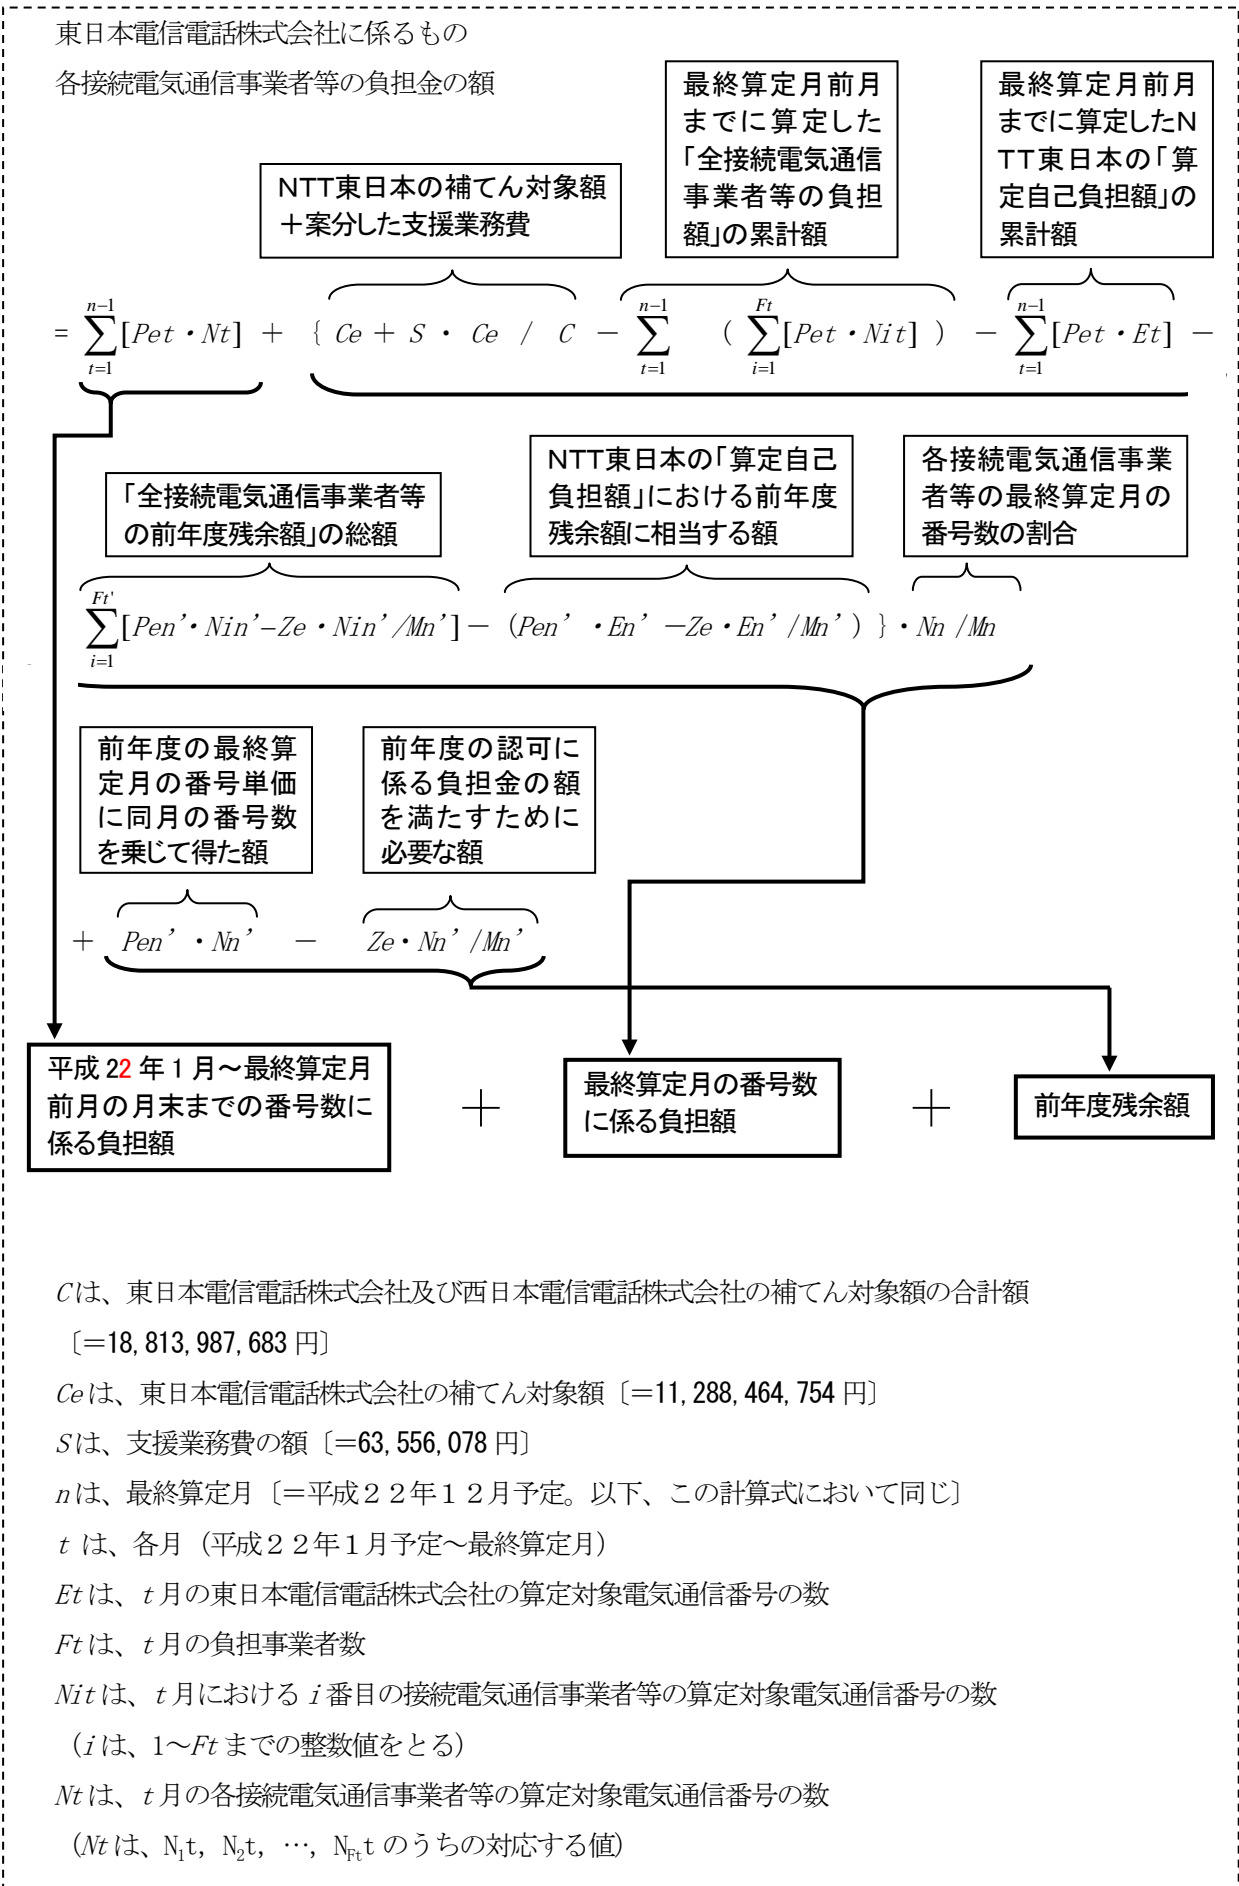 東日本電信電話株式会社に係るもの
各接続電気通信事業者等の負担金の額
最終算定月前月
までに算定した
「全接続電気通信
事業者等の負担
額」の累計額
最終算定月前月
までに算定したN
TT東日本の「算
定自己負担額」の
累計額
NTT東日本の補てん対象額
+案分した支援業務費
= \sum_{t=1}^{n-1}[Pet・Nt] + { Ce + S ・ Ce / C − \sum_{t=1}^{n-1} ( \sum_{i=1}^{Ft}[Pet・Nit] ) − \sum_{t=1}^{n-1}[Pet・Et] −
「全接続電気通信事業者等
の前年度残余額」の総額
NTT東日本の「算定自己
負担額」における前年度
残余額に相当する額
各接続電気通信事業
者等の最終算定月の
番号数の割合
\sum_{i=1}^{Ft'}[Pen'・Nin'−Ze・Nin'/Mn']− (Pen'・En'−Ze・En'/Mn') }・Nn/Mn
前年度の最終算
定月の番号単価
に同月の番号数
を乗じて得た額
前年度の認可に
係る負担金の額
を満たすために
必要な額
+ Pen'・Nn' − Ze・Nn'/Mn'
平成22年1月~最終算定月
前月の月末までの番号数に
係る負担額
+
最終算定月の番号数
に係る負担額
+
前年度残余額
Cは、東日本電信電話株式会社及び西日本電信電話株式会社の補てん対象額の合計額
〔=18,813,987,683円〕
Ceは、東日本電信電話株式会社の補てん対象額〔=11,288,464,754円〕
Sは、支援業務費の額〔=63,556,078円〕
nは、最終算定月〔=平成22年12月予定。以下、この計算式において同じ〕
tは、各月(平成22年1月予定~最終算定月)
Etは、t月の東日本電信電話株式会社の算定対象電気通信番号の数
Ftは、t月の負担事業者数
Nitは、t月におけるi番目の接続電気通信事業者等の算定対象電気通信番号の数
(iは、1~Ftまでの整数値をとる)
Ntは、t月の各接続電気通信事業者等の算定対象電気通信番号の数
(Ntは、N₁t, N₂t, …, N_{Ft}tのうちの対応する値)